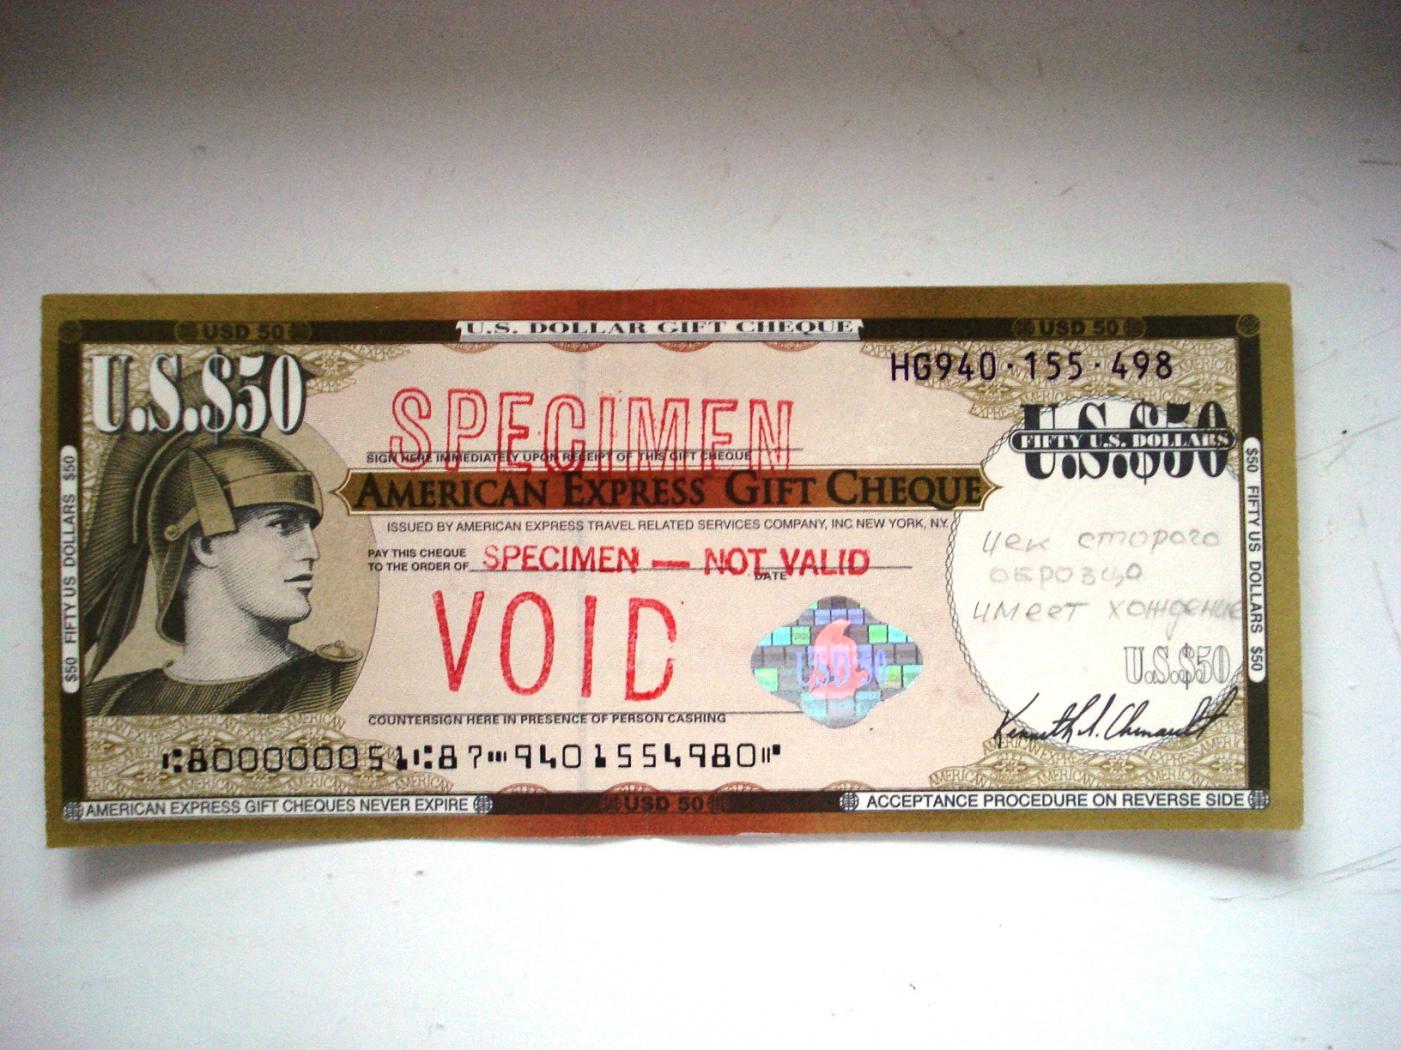 USD 50
U.S. DOLLAR GIFT CHEQUE
USD 50
U.S.$50
HG940·155·498
SPECIMEN
U.S.$50
FIFTY U.S. DOLLARS
SIGN HERE IMMEDIATELY UPON RECEIPT OF THIS GIFT CHEQUE
AMERICAN EXPRESS GIFT CHEQUE
ISSUED BY AMERICAN EXPRESS TRAVEL RELATED SERVICES COMPANY, INC NEW YORK, N.Y.
PAY THIS CHEQUE
TO THE ORDER OF
SPECIMEN — NOT VALID
DATE
VOID
USD 50
чек старого
образца
имеет хождение
U.S.$50
$50 FIFTY US DOLLARS $50
$50 FIFTY US DOLLARS $50
COUNTERSIGN HERE IN PRESENCE OF PERSON CASHING
⑆800000051⑆87⑉9401554980⑈
AMERICAN EXPRESS GIFT CHEQUES NEVER EXPIRE
USD 50
ACCEPTANCE PROCEDURE ON REVERSE SIDE